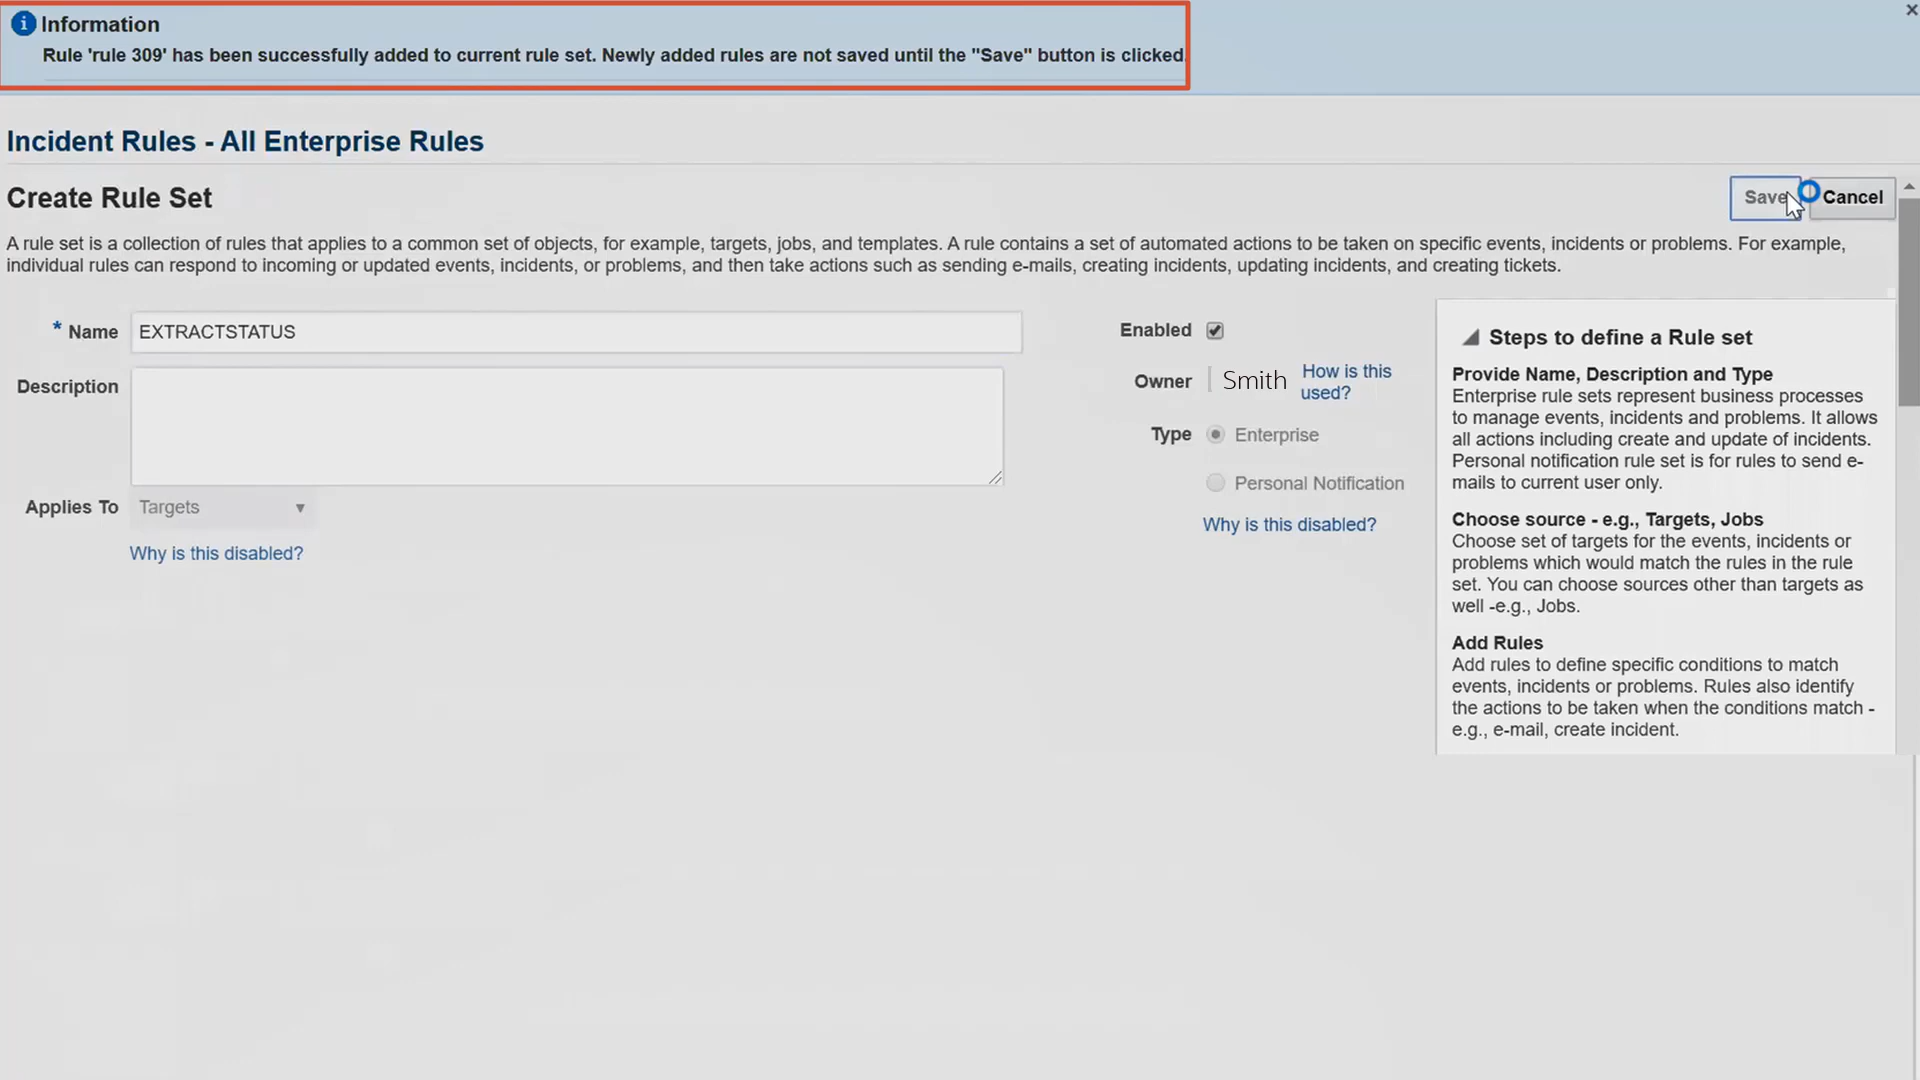 Information
Rule 'rule 309' has been successfully added to current rule set. Newly added rules are not saved until the "Save" button is clicked.
Incident Rules - All Enterprise Rules
Create Rule Set
Save
Cancel
A rule set is a collection of rules that applies to a common set of objects, for example, targets, jobs, and templates. A rule contains a set of automated actions to be taken on specific events, incidents or problems. For example,
individual rules can respond to incoming or updated events, incidents, or problems, and then take actions such as sending e-mails, creating incidents, updating incidents, and creating tickets.
* Name EXTRACTSTATUS
Description
Applies To Targets
Why is this disabled?
Enabled
Owner Smith How is this
used?
Type Enterprise
Personal Notification
Why is this disabled?
Steps to define a Rule set
Provide Name, Description and Type
Enterprise rule sets represent business processes
to manage events, incidents and problems. It allows
all actions including create and update of incidents.
Personal notification rule set is for rules to send e-
mails to current user only.
Choose source - e.g., Targets, Jobs
Choose set of targets for the events, incidents or
problems which would match the rules in the rule
set. You can choose sources other than targets as
well -e.g., Jobs.
Add Rules
Add rules to define specific conditions to match
events, incidents or problems. Rules also identify
the actions to be taken when the conditions match -
e.g., e-mail, create incident.